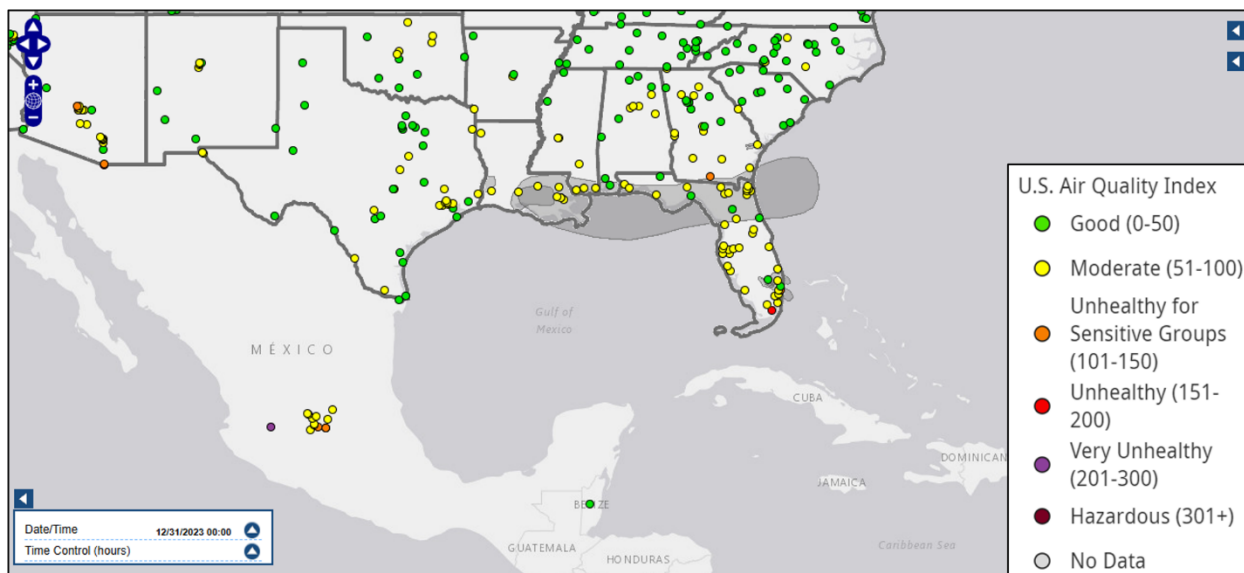 +
−
U.S. Air Quality Index
Good (0-50)
Moderate (51-100)
Unhealthy for
Sensitive Groups
(101-150)
Unhealthy (151-
200)
Very Unhealthy
(201-300)
Hazardous (301+)
No Data
Gulf of
Mexico
MÉXICO
CUBA
DOMINICAN
JAMAICA
BELIZE
GUATEMALA
HONDURAS
Caribbean Sea
Date/Time 12/31/2023 00:00
Time Control (hours)